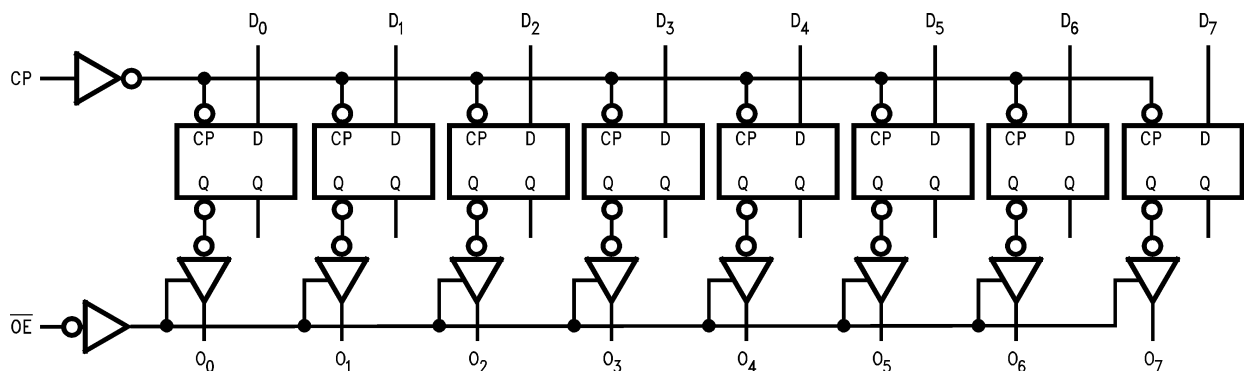 D0 D1 D2 D3 D4 D5 D6 D7
CP
CP D CP D CP D CP D CP D CP D CP D CP D
Q Q Q Q Q Q Q Q Q Q Q Q Q Q Q Q
O̅E̅
O0 O1 O2 O3 O4 O5 O6 O7